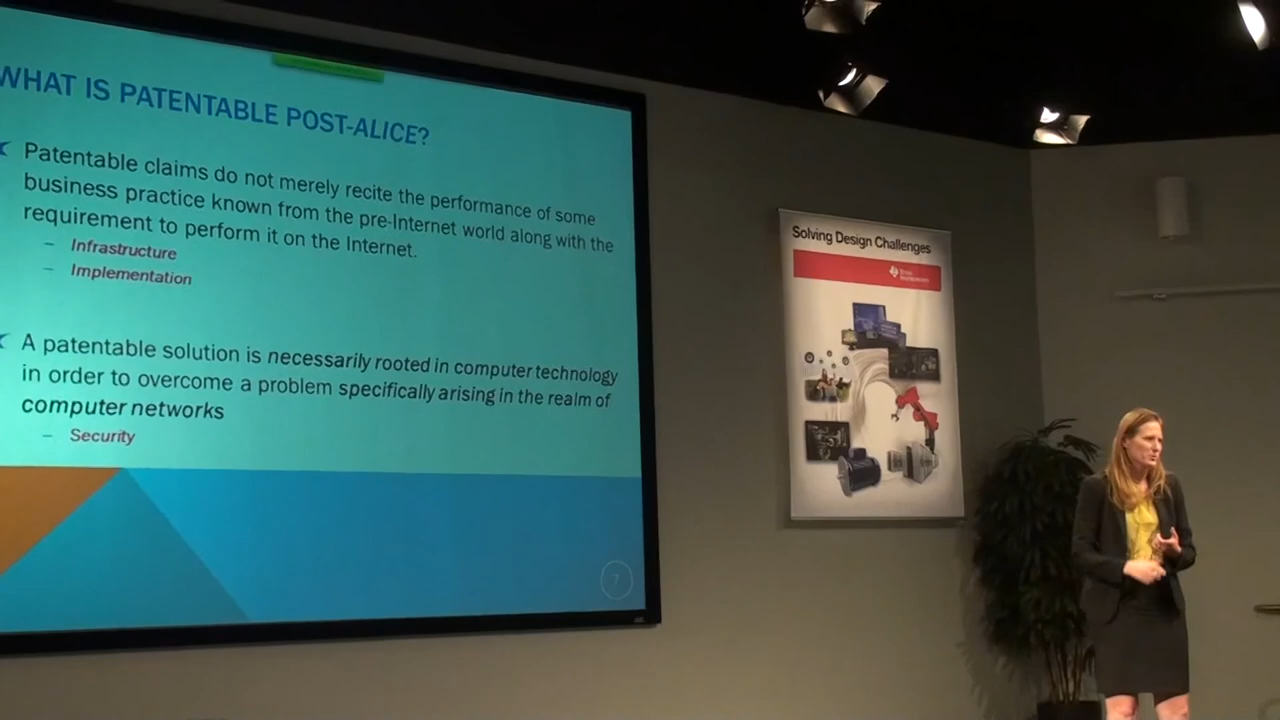 WHAT IS PATENTABLE POST-ALICE?
Patentable claims do not merely recite the performance of some
business practice known from the pre-Internet world along with the
requirement to perform it on the Internet.
– Infrastructure
– Implementation
A patentable solution is necessarily rooted in computer technology
in order to overcome a problem specifically arising in the realm of
computer networks
– Security
7
Solving Design Challenges
Texas
Instruments